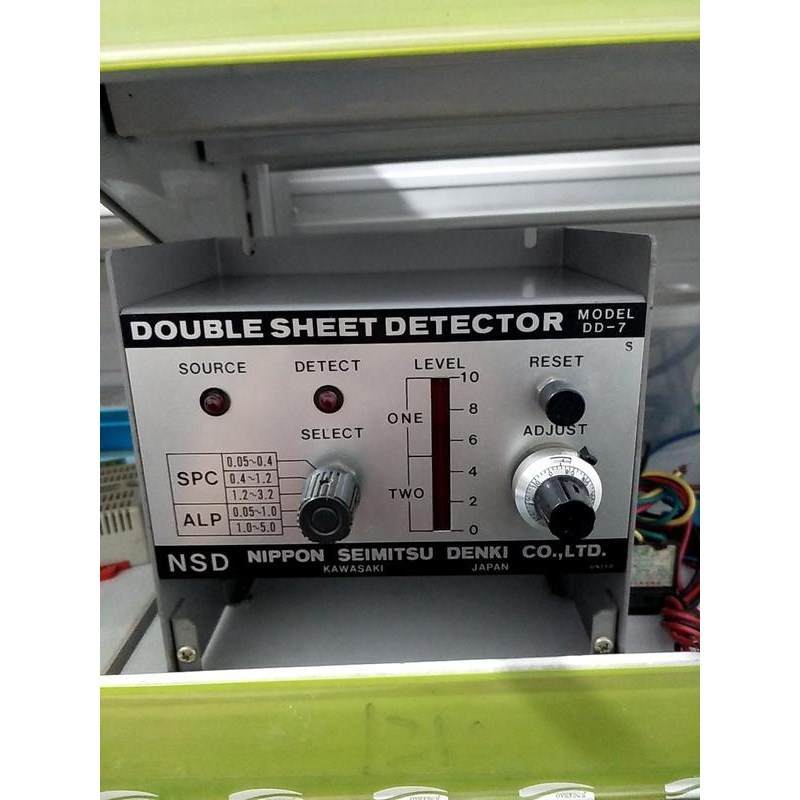 DOUBLE SHEET DETECTOR
MODEL
DD-7
S
SOURCE
DETECT
LEVEL
RESET
10
8
6
4
2
0
ONE
TWO
ADJUST
SELECT
SPC
0.05~0.4
0.4~1.2
1.2~3.2
ALP
0.05~1.0
1.0~5.0
NSD NIPPON SEIMITSU DENKI CO.,LTD.
KAWASAKI JAPAN